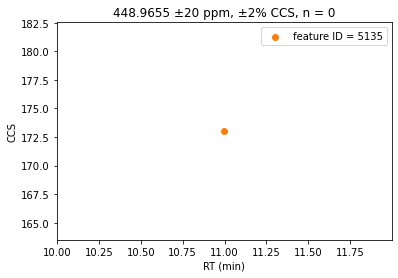 448.9655 ±20 ppm, ±2% CCS, n = 0
feature ID = 5135
182.5
180.0
177.5
175.0
172.5
170.0
167.5
165.0
CCS
10.00 10.25 10.50 10.75 11.00 11.25 11.50 11.75
RT (min)